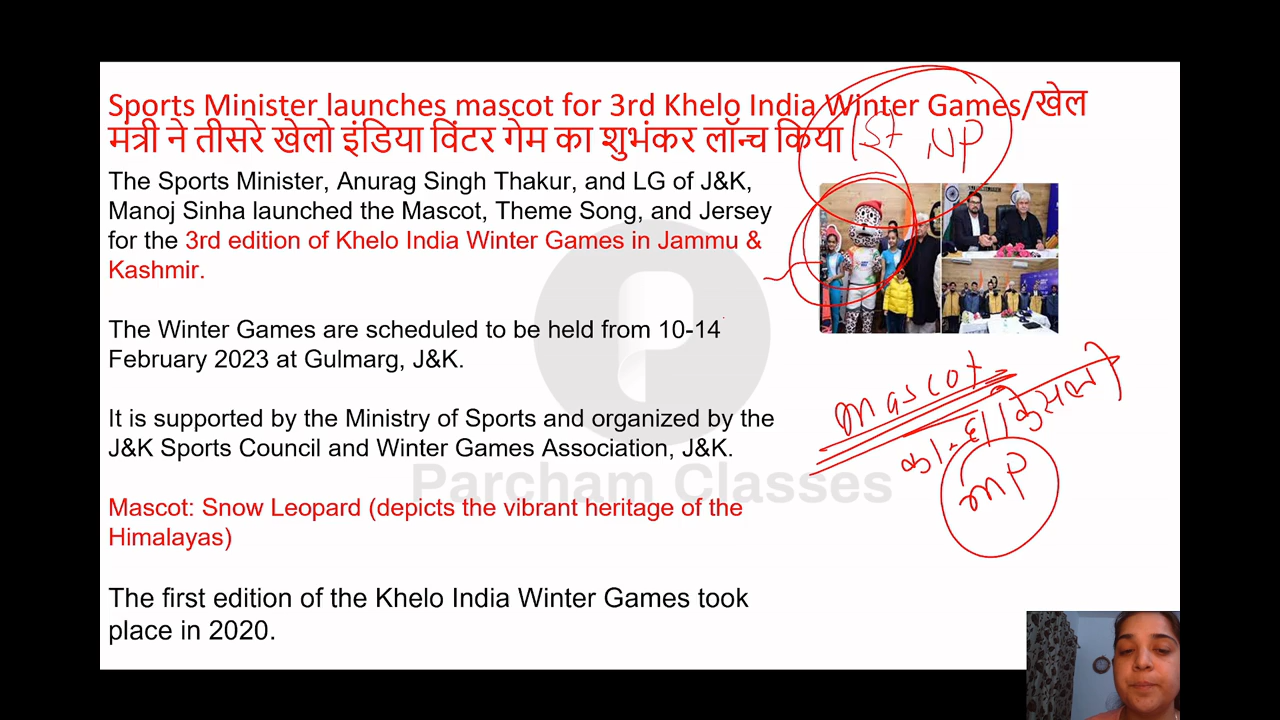 Sports Minister launches mascot for 3rd Khelo India Winter Games/खेल
मंत्री ने तीसरे खेलो इंडिया विंटर गेम का शुभंकर लॉन्च किया
1st NP
The Sports Minister, Anurag Singh Thakur, and LG of J&K,
Manoj Sinha launched the Mascot, Theme Song, and Jersey
for the 3rd edition of Khelo India Winter Games in Jammu &
Kashmir.
The Winter Games are scheduled to be held from 10-14
February 2023 at Gulmarg, J&K.
mascot
It is supported by the Ministry of Sports and organized by the
J&K Sports Council and Winter Games Association, J&K.
कान्हा किसली
MP
Parcham Classes
Mascot: Snow Leopard (depicts the vibrant heritage of the
Himalayas)
The first edition of the Khelo India Winter Games took
place in 2020.